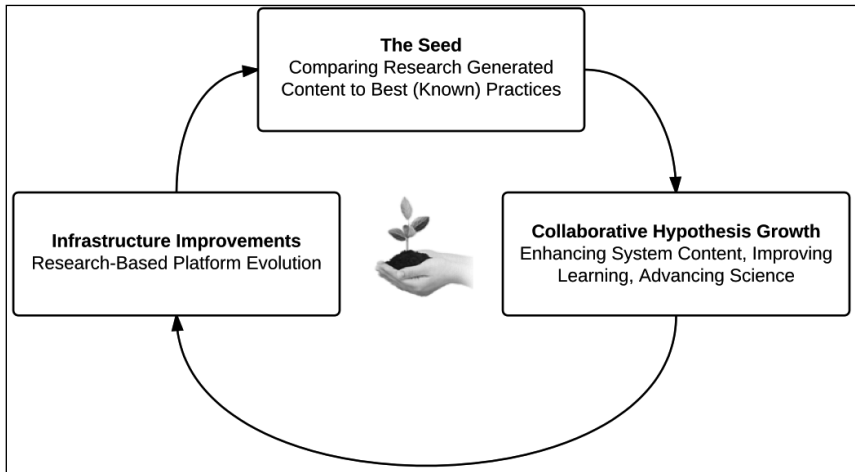 The Seed
Comparing Research Generated
Content to Best (Known) Practices
Infrastructure Improvements
Research-Based Platform Evolution
Collaborative Hypothesis Growth
Enhancing System Content, Improving
Learning, Advancing Science